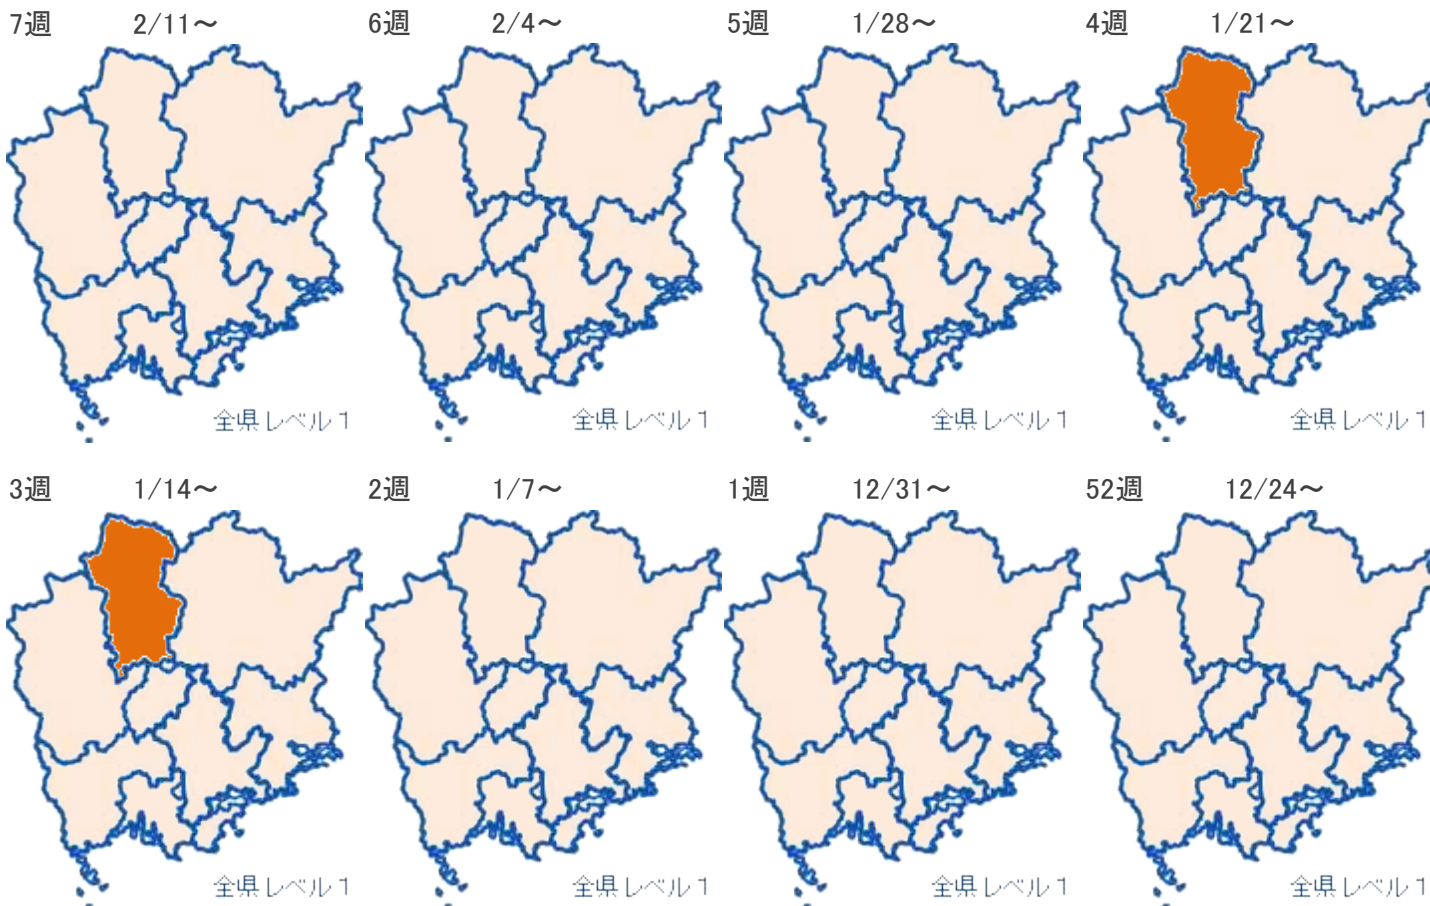 7週 2/11～
6週 2/4～
5週 1/28～
4週 1/21～
全県レベル1
全県レベル1
全県レベル1
全県レベル1
3週 1/14～
2週 1/7～
1週 12/31～
52週 12/24～
全県レベル1
全県レベル1
全県レベル1
全県レベル1